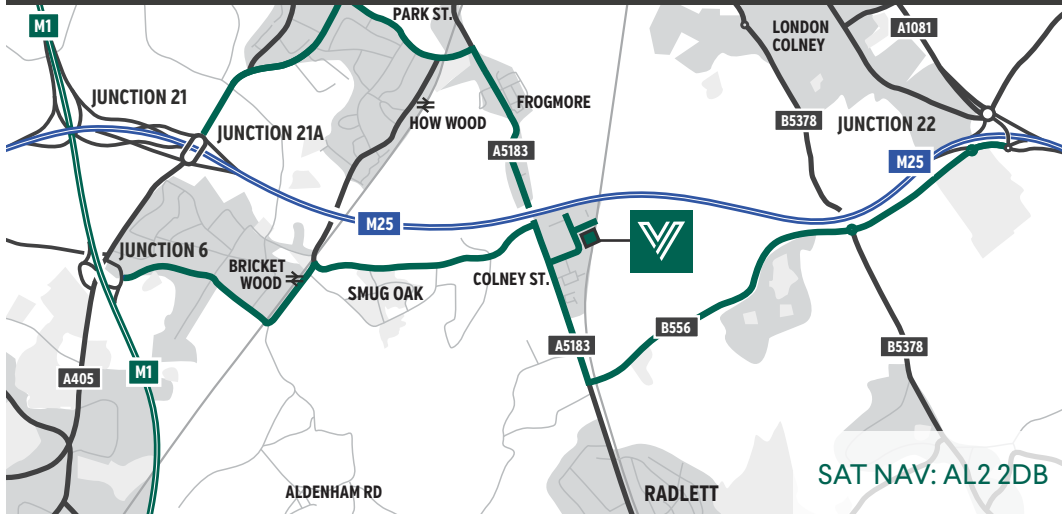 M1
PARK ST.
A1081
LONDON
COLNEY
JUNCTION 21
FROGMORE
HOW WOOD
JUNCTION 21A
B5378
JUNCTION 22
A5183
M25
M25
JUNCTION 6
BRICKET
WOOD
SMUG OAK
COLNEY ST.
B556
A5183
B5378
M1
A405
SAT NAV: AL2 2DB
ALDENHAM RD
RADLETT